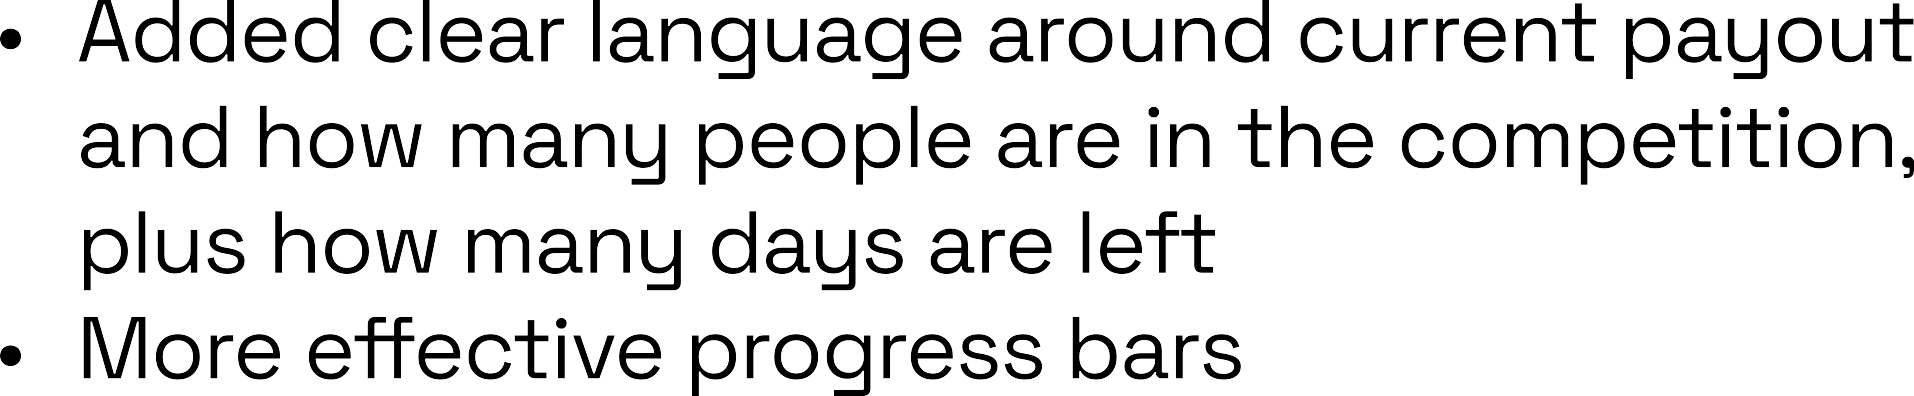 • Added clear language around current payout
and how many people are in the competition,
plus how many days are left
• More effective progress bars